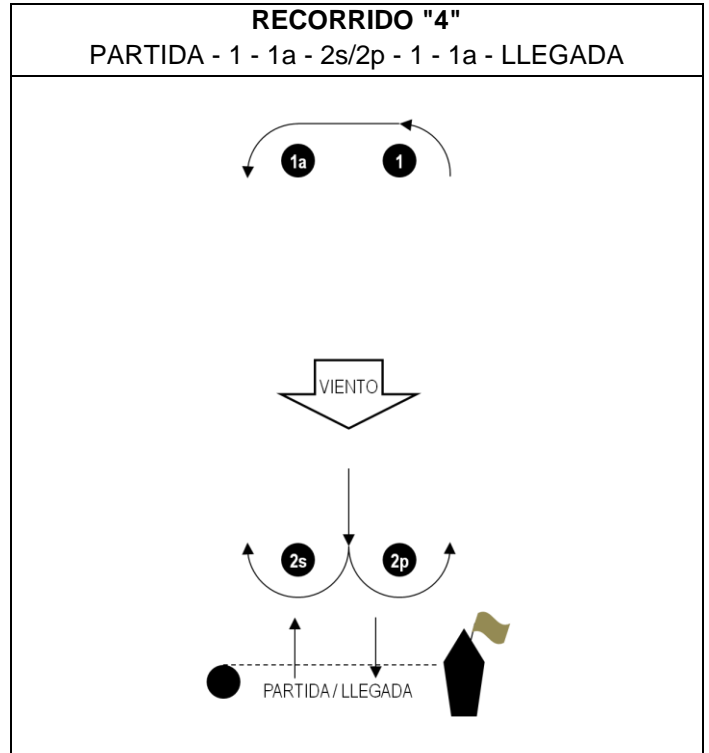 RECORRIDO "4"
PARTIDA - 1 - 1a - 2s/2p - 1 - 1a - LLEGADA
1a
1
VIENTO
2s
2p
PARTIDA / LLEGADA